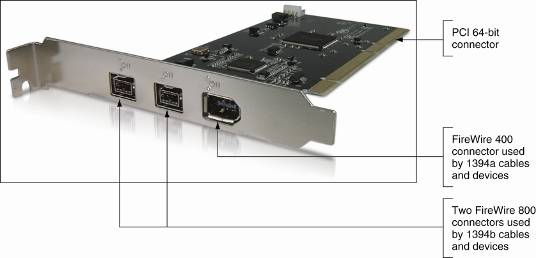 PCI 64-bit
connector
FireWire 400
connector used
by 1394a cables
and devices
Two FireWire 800
connectors used
by 1394b cables
and devices